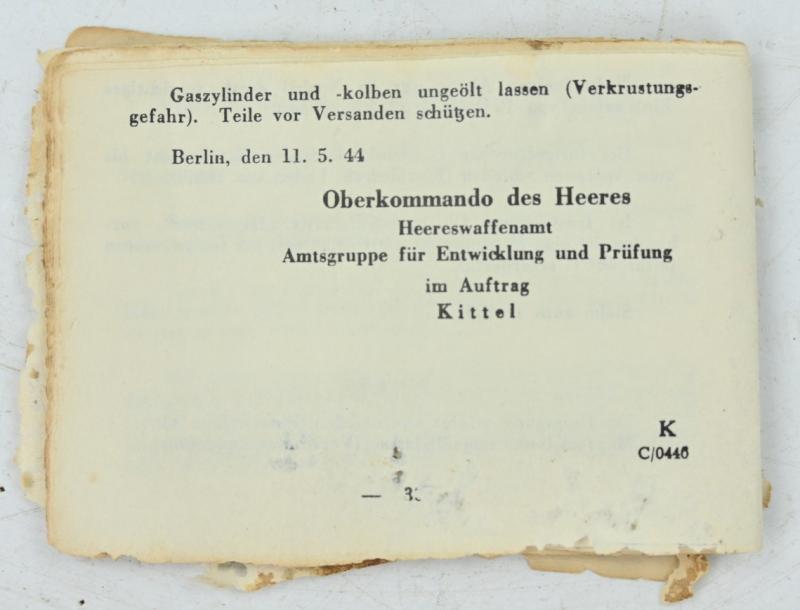 Gaszylinder und -kolben ungeölt lassen (Verkrustungs-
gefahr). Teile vor Versanden schützen.
Berlin, den 11. 5. 44
Oberkommando des Heeres
Heereswaffenamt
Amtsgruppe für Entwicklung und Prüfung
im Auftrag
Kittel
K
C/0446
—